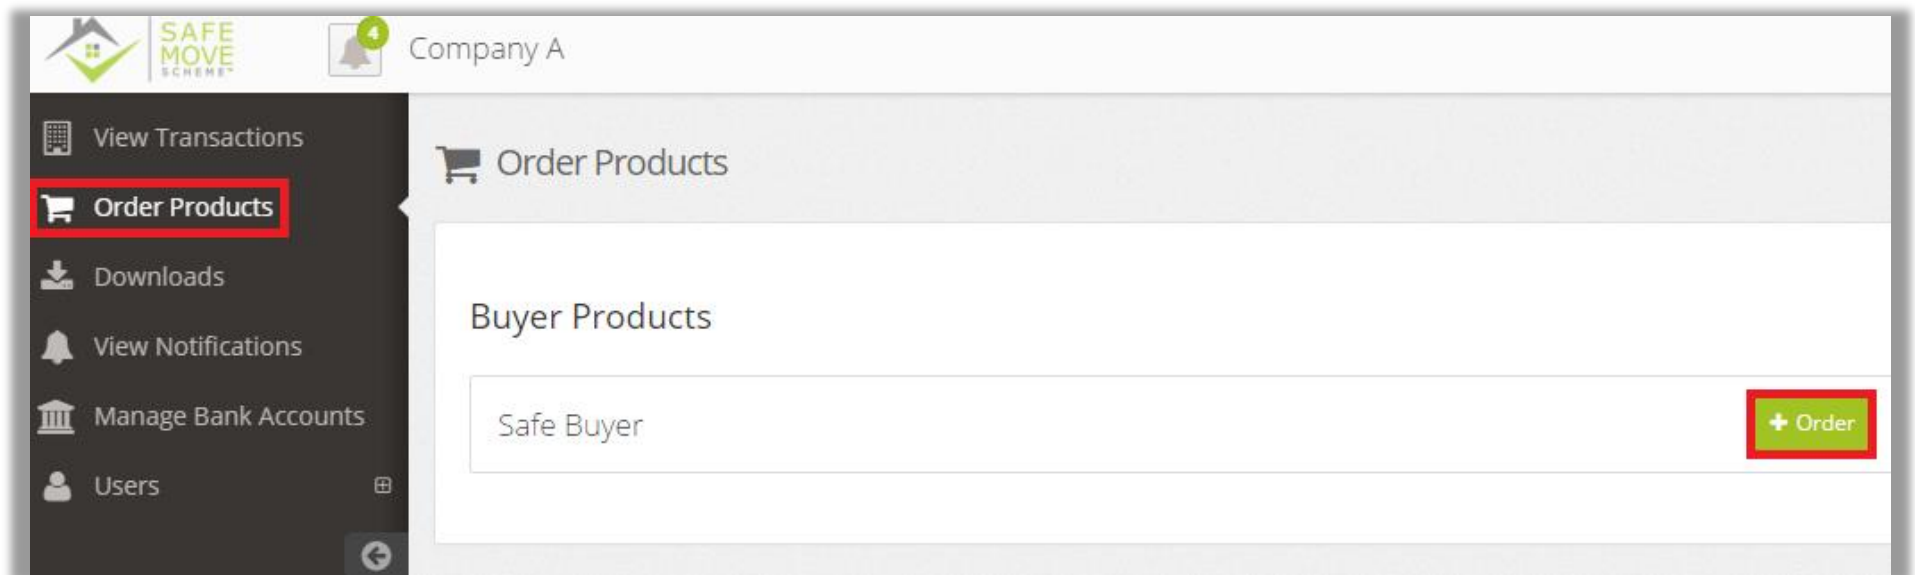 SAFE
MOVE
SCHEME™
4
Company A
View Transactions
Order Products
Downloads
View Notifications
Manage Bank Accounts
Users
Order Products
Buyer Products
Safe Buyer
+ Order